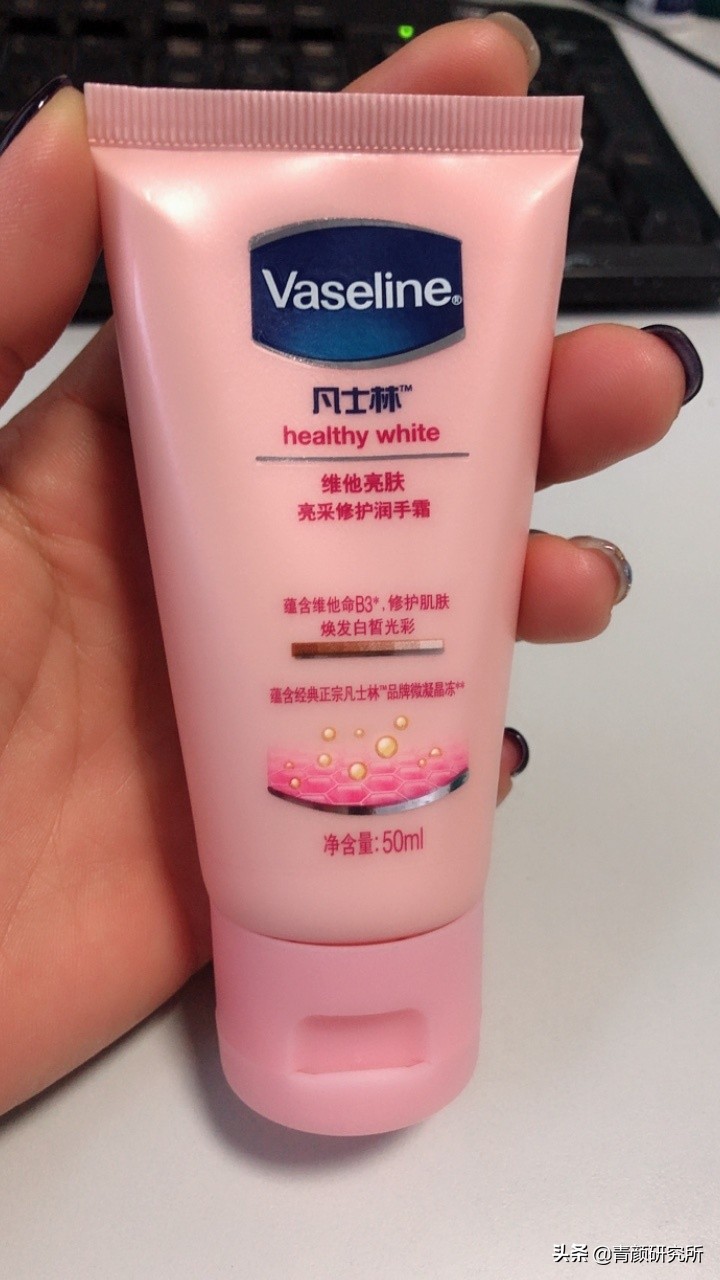 Vaseline®
凡士林™
healthy white
维他亮肤
亮采修护润手霜
蕴含维他命B3*,修护肌肤
焕发白皙光彩
蕴含经典正宗凡士林™品牌微凝晶冻**
净含量:50ml
头条 @青颜研究所